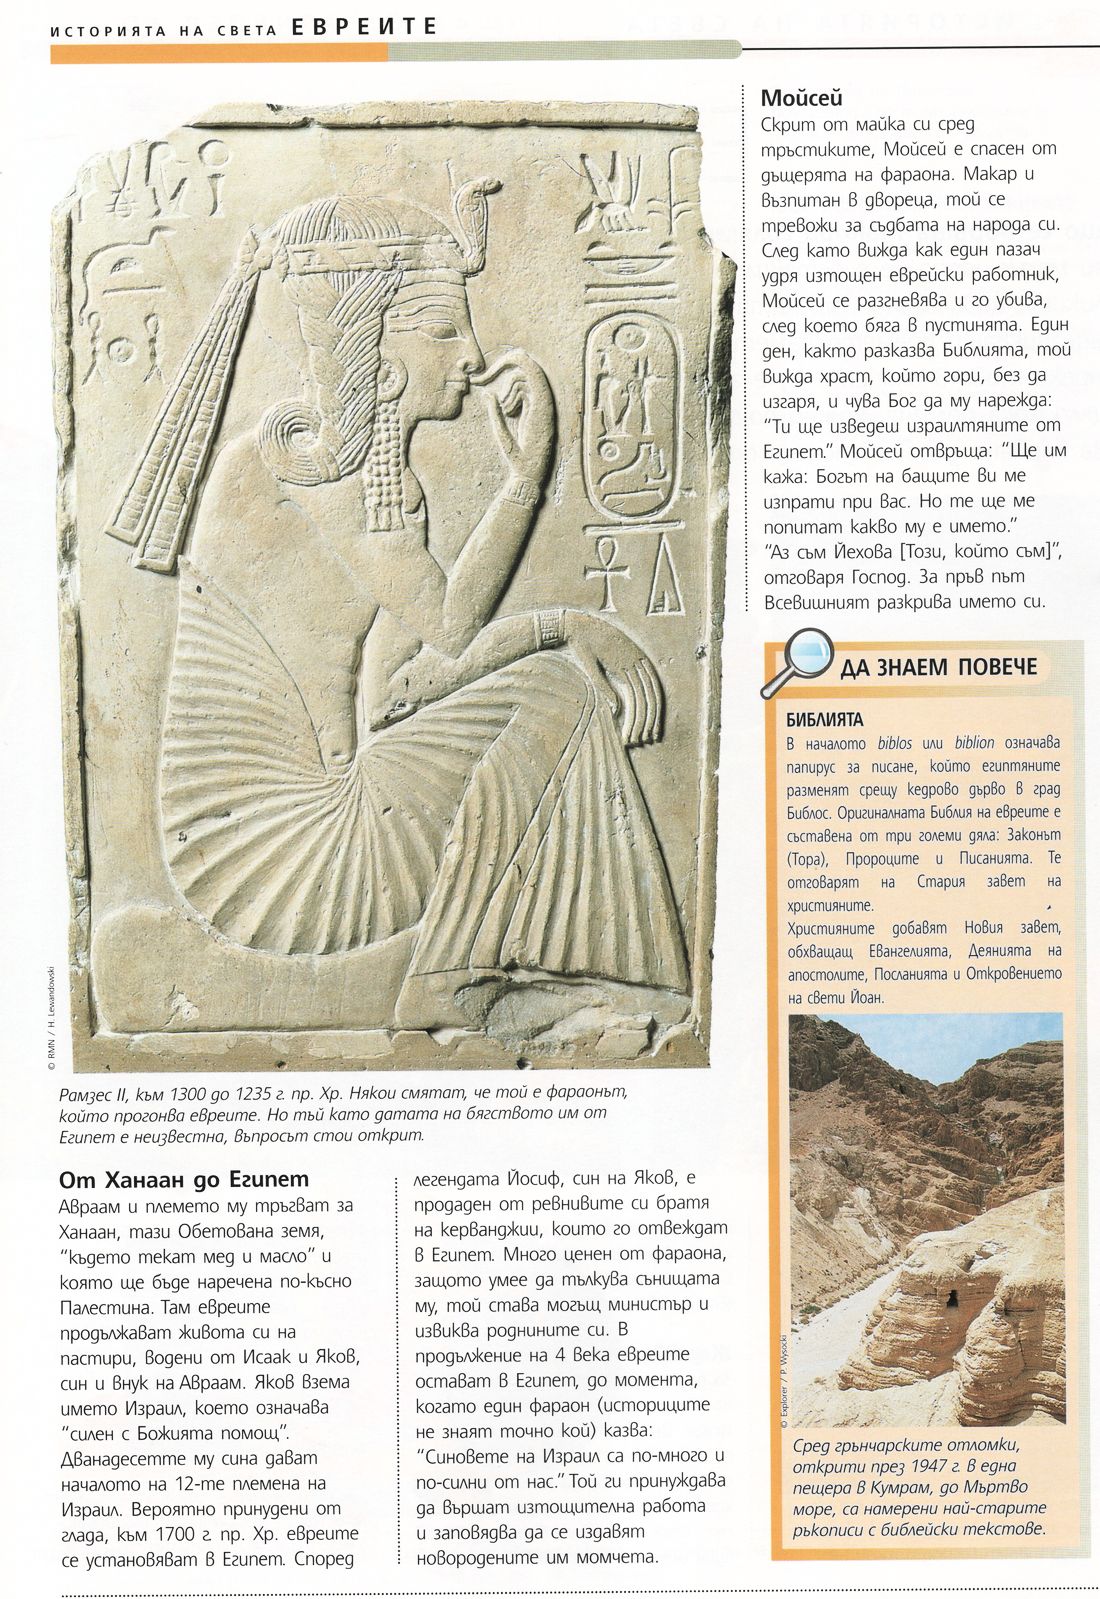 ИСТОРИЯТА НА СВЕТА ЕВРЕИТЕ
© RMN / H. Lewandowski
Рамзес II, към 1300 до 1235 г. пр. Хр. Някои смятат, че той е фараонът,
който прогонва евреите. Но тъй като датата на бягството им от
Египет е неизвестна, въпросът стои открит.
От Ханаан до Египет
Авраам и племето му тръгват за
Ханаан, тази Обетована земя,
“където текат мед и масло” и
която ще бъде наречена по-късно
Палестина. Там евреите
продължават живота си на
пастири, водени от Исаак и Яков,
син и внук на Авраам. Яков взема
името Израил, което означава
“силен с Божията помощ”.
Дванадесетте му сина дават
началото на 12-те племена на
Израил. Вероятно принудени от
глада, към 1700 г. пр. Хр. евреите
се установяват в Египет. Според
легендата Йосиф, син на Яков, е
продаден от ревнивите си братя
на керванджии, които го отвеждат
в Египет. Много ценен от фараона,
защото умее да тълкува сънищата
му, той става могъщ министър и
извиква роднините си. В
продължение на 4 века евреите
остават в Египет, до момента,
когато един фараон (историците
не знаят точно кой) казва:
“Синовете на Израил са по-много и
по-силни от нас.” Той ги принуждава
да вършат изтощителна работа
и заповядва да се издавят
новородените им момчета.
Мойсей
Скрит от майка си сред
тръстиките, Мойсей е спасен от
дъщерята на фараона. Макар и
възпитан в двореца, той се
тревожи за съдбата на народа си.
След като вижда как един пазач
удря изтощен еврейски работник,
Мойсей се разгневява и го убива,
след което бяга в пустинята. Един
ден, както разказва Библията, той
вижда храст, който гори, без да
изгаря, и чува Бог да му нарежда:
“Ти ще изведеш израилтяните от
Египет.” Мойсей отвръща: “Ще им
кажа: Богът на бащите ви ме
изпрати при вас. Но те ще ме
попитат какво му е името.”
“Аз съм Йехова [Този, който съм]”,
отговаря Господ. За пръв път
Всевишният разкрива името си.
ДА ЗНАЕМ ПОВЕЧЕ
БИБЛИЯТА
В началото biblos или biblion означава
папирус за писане, който египтяните
разменят срещу кедрово дърво в град
Библос. Оригиналната Библия на евреите е
съставена от три големи дяла: Законът
(Тора), Пророците и Писанията. Те
отговарят на Стария завет на
християните.
Християните добавят Новия завет,
обхващащ Евангелията, Деянията на
апостолите, Посланията и Откровението
на свети Йоан.
© Explorer / P. Wysocki
Сред грънчарските отломки,
открити през 1947 г. в една
пещера в Кумрам, до Мъртво
море, са намерени най-старите
ръкописи с библейски текстове.